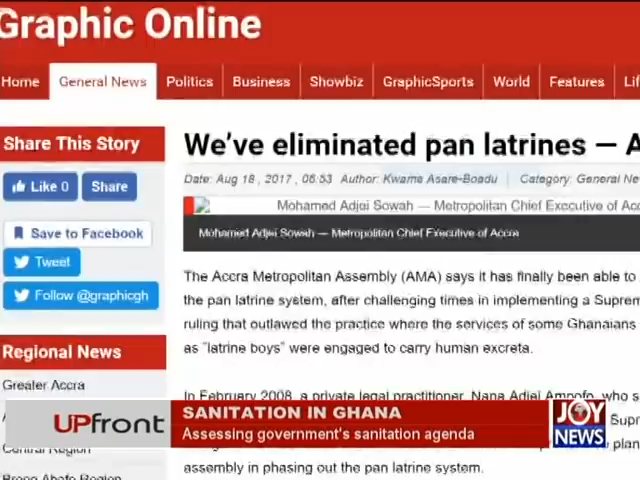 Graphic Online
Home General News Politics Business Showbiz GraphicSports World Features
Share This Story
Like 0 Share
Save to Facebook
Tweet
Follow @graphicgh
Regional News
Greater Accra
Central Region
We've eliminated pan latrines —
Date: Aug 18 , 2017 , 06:53 Author: Kwame Asare-Boadu Category: General
Mohamed Adjei Sowah — Metropolitan Chief Executive of
Mohamed Adjei Sowah — Metropolitan Chief Executive of Accra
The Accra Metropolitan Assembly (AMA) says it has finally been able to
the pan latrine system, after challenging times in implementing a
ruling that outlawed the practice where the services of some Ghanaians
as "latrine boys" were engaged to carry human excreta.
In February 2008, a private legal practitioner, Nana Adjei Ampofo, who
assembly in phasing out the pan latrine system.
UPfront
SANITATION IN GHANA
Assessing government's sanitation agenda
JOY
NEWS